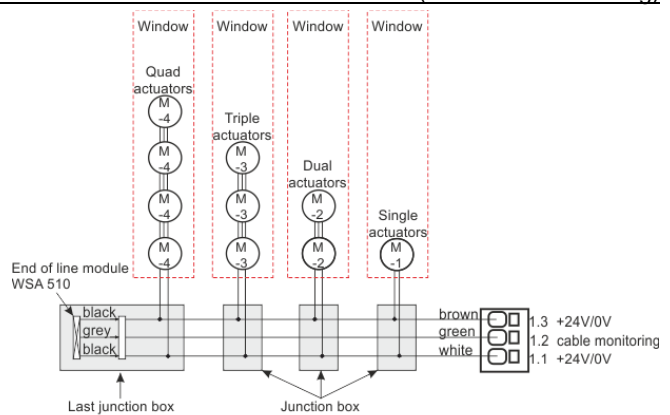 Window
Window
Window
Window
Quad
actuators
M
-4
M
-4
M
-4
M
-4
Triple
actuators
M
-3
M
-3
M
-3
Dual
actuators
M
-2
M
-2
Single
actuators
M
-1
End of line module
WSA 510
black
grey
black
brown
green
white
1.3 +24V/0V
1.2 cable monitoring
1.1 +24V/0V
Last junction box
Junction box